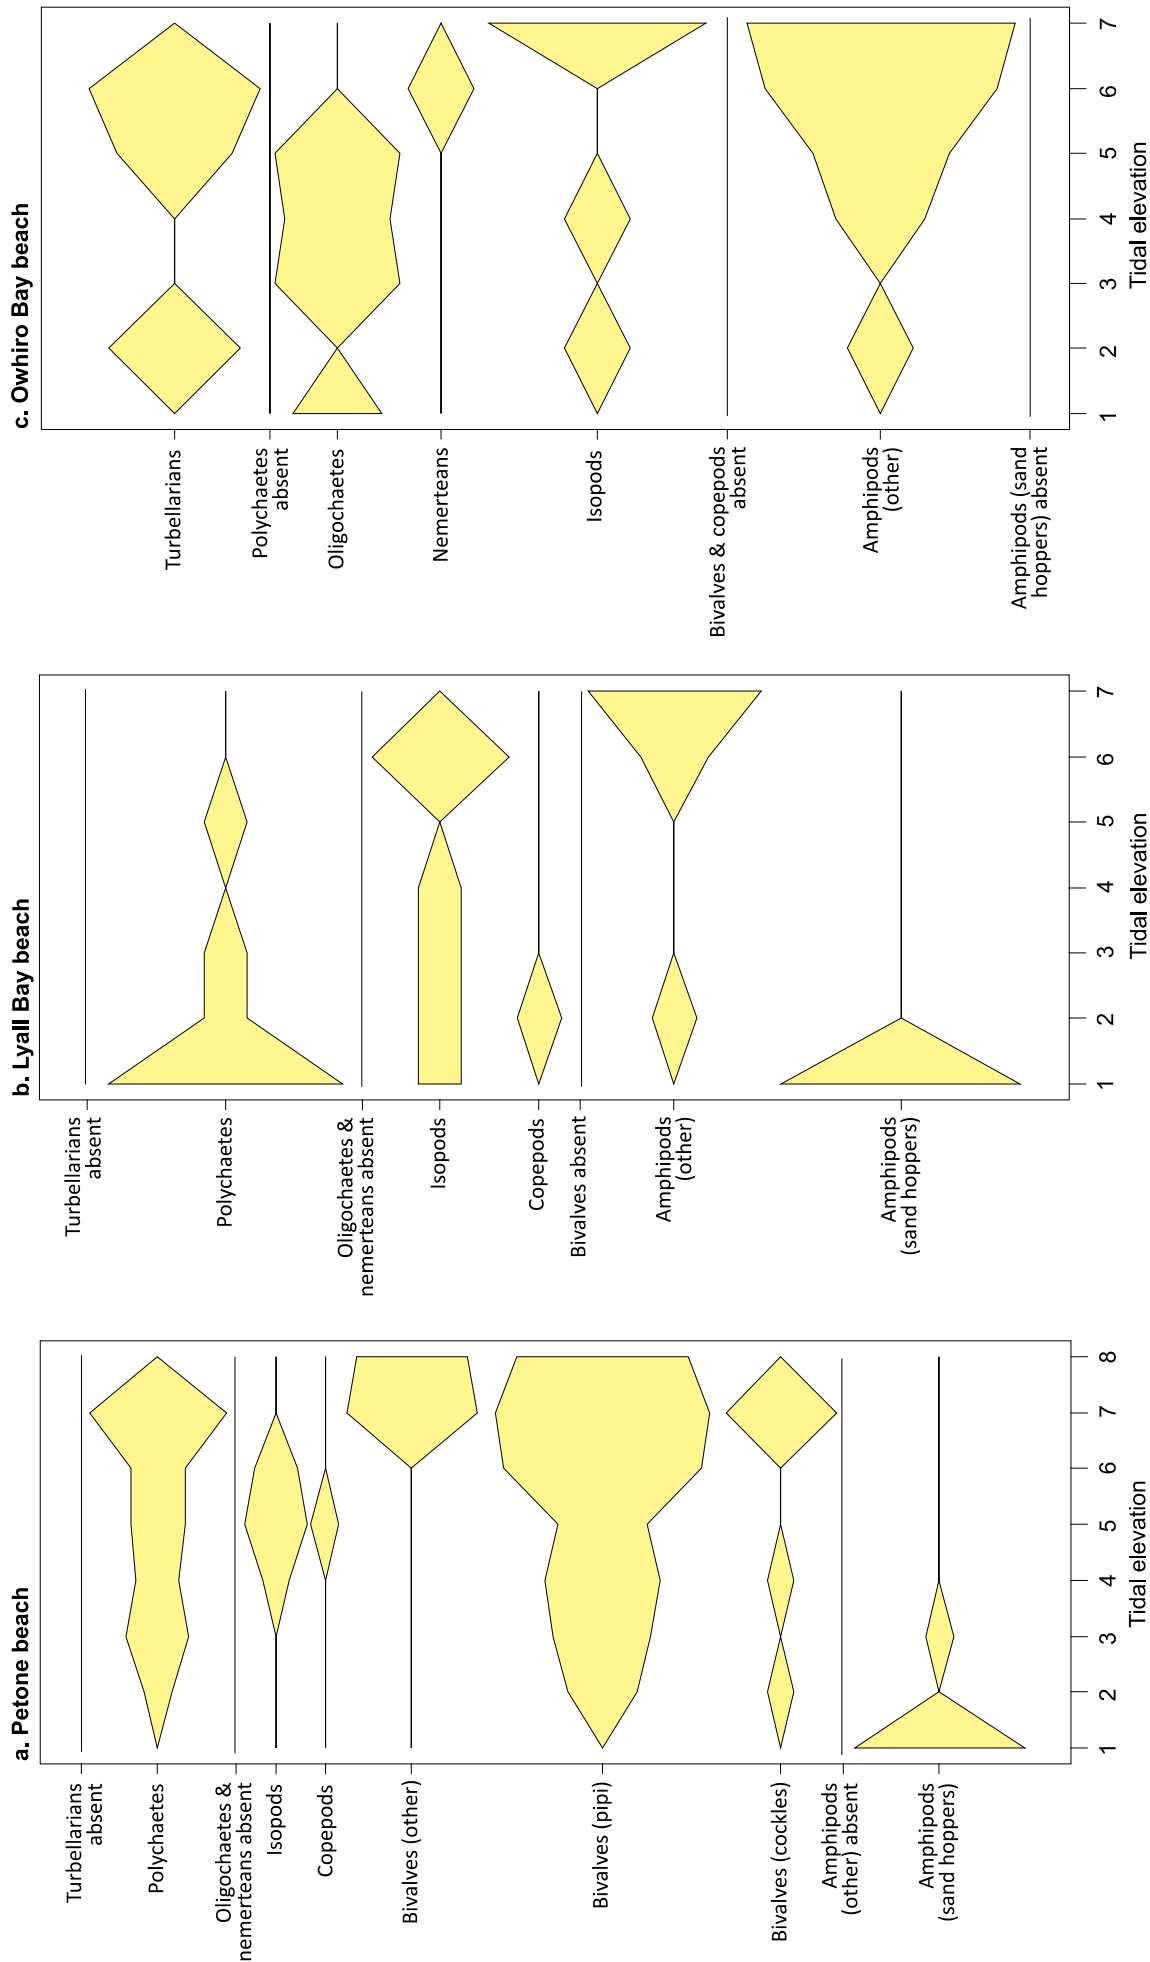 a. Petone beach
Turbellarians
absent
Polychaetes
Oligochaetes &
nemerteans absent
Isopods
Copepods
Bivalves (other)
Bivalves (pipi)
Bivalves (cockles)
Amphipods
(other) absent
Amphipods
(sand hoppers)
1 2 3 4 5 6 7 8
Tidal elevation
b. Lyall Bay beach
Turbellarians
absent
Polychaetes
Oligochaetes &
nemerteans absent
Isopods
Copepods
Bivalves absent
Amphipods
(other)
Amphipods
(sand hoppers)
1 2 3 4 5 6 7
Tidal elevation
c. Owhiro Bay beach
Turbellarians
Polychaetes
absent
Oligochaetes
Nemerteans
Isopods
Bivalves & copepods
absent
Amphipods
(other)
Amphipods (sand
hoppers) absent
1 2 3 4 5 6 7
Tidal elevation